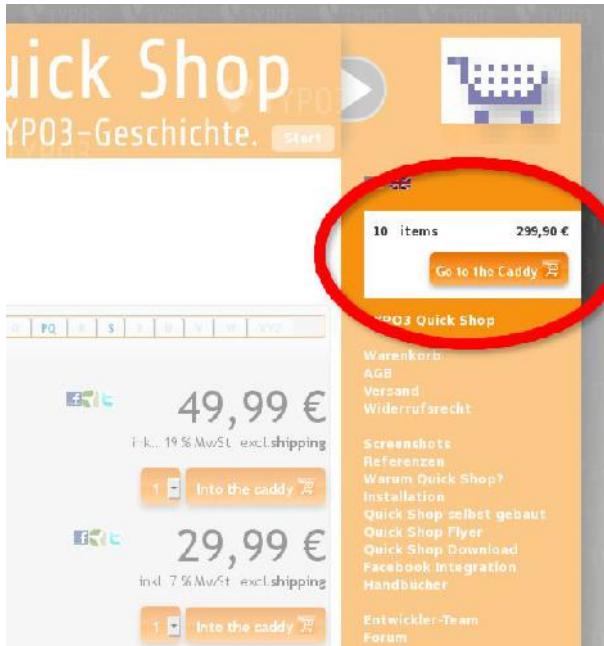 uick Shop
YPO3-Geschichte. Start
10 items 299,90 €
Go to the Caddy
YPO3 Quick Shop
PQ R S T U V W XYZ
Warenkorb
AGB
Versand
Widerrufsrecht
49,99 €
19 % MwSt excl.shipping
1 Into the caddy
Screenshots
Referenzen
Warum Quick Shop?
Installation
Quick Shop selbst gebaut
Quick Shop Flyer
Quick Shop Download
Facebook Integration
Handbücher
29,99 €
inkl. 7 % MwSt excl.shipping
1 Into the caddy
Entwickler-Team
Forum